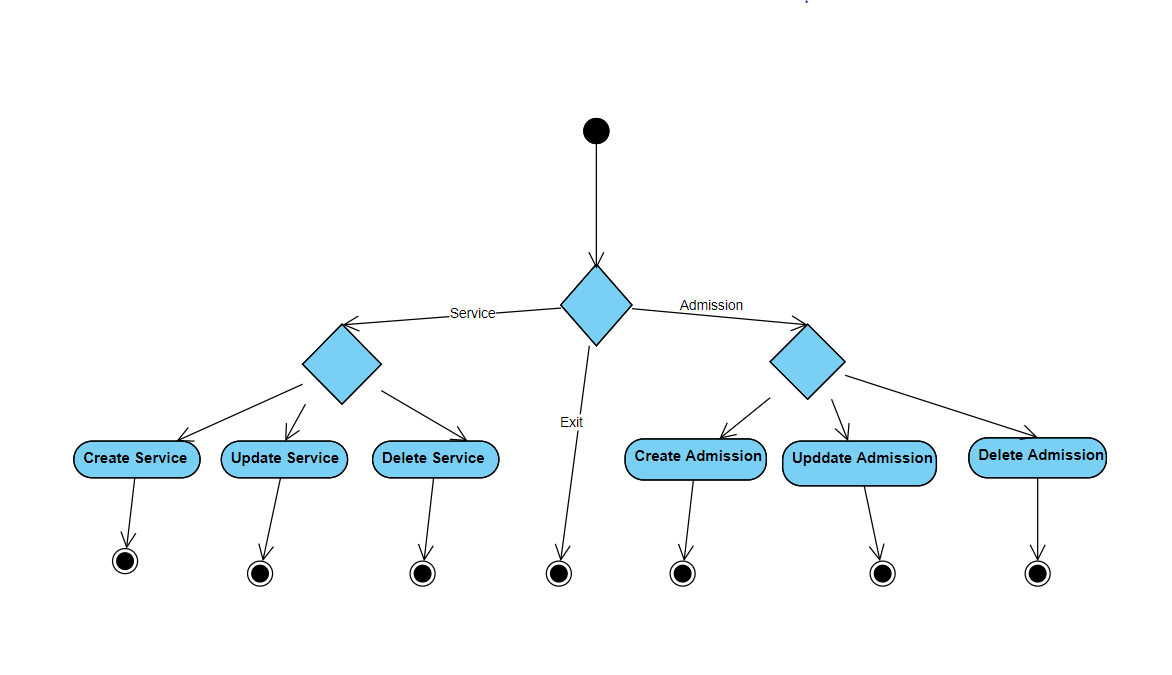 Admission
Service
Exit
Create Service
Update Service
Delete Service
Create Admission
Upddate Admission
Delete Admission